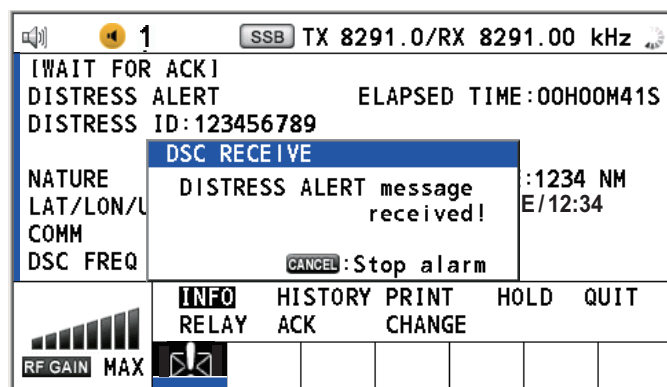 1 SSB TX 8291.0/RX 8291.00 kHz
[WAIT FOR ACK]
DISTRESS ALERT ELAPSED TIME:00H00M41S
DISTRESS ID:123456789
DSC RECEIVE
DISTRESS ALERT message
received!
CANCEL:Stop alarm
NATURE :1234 NM
LAT/LON/U E/12:34
COMM
DSC FREQ
INFO HISTORY PRINT HOLD QUIT
RELAY ACK CHANGE
RF GAIN MAX